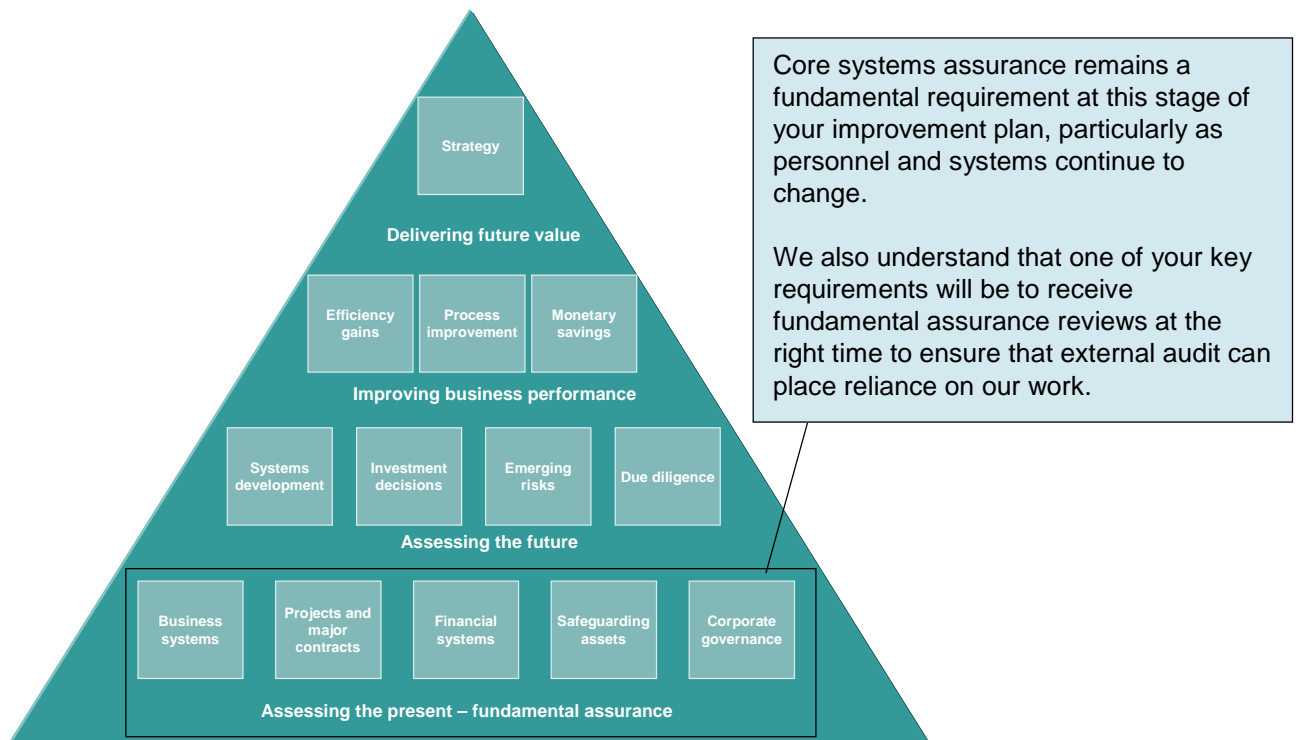 Strategy
Delivering future value
Efficiency
gains
Process
improvement
Monetary
savings
Improving business performance
Systems
development
Investment
decisions
Emerging
risks
Due diligence
Assessing the future
Business
systems
Projects and
major
contracts
Financial
systems
Safeguarding
assets
Corporate
governance
Assessing the present – fundamental assurance
Core systems assurance remains a
fundamental requirement at this stage of
your improvement plan, particularly as
personnel and systems continue to
change.
We also understand that one of your key
requirements will be to receive
fundamental assurance reviews at the
right time to ensure that external audit can
place reliance on our work.